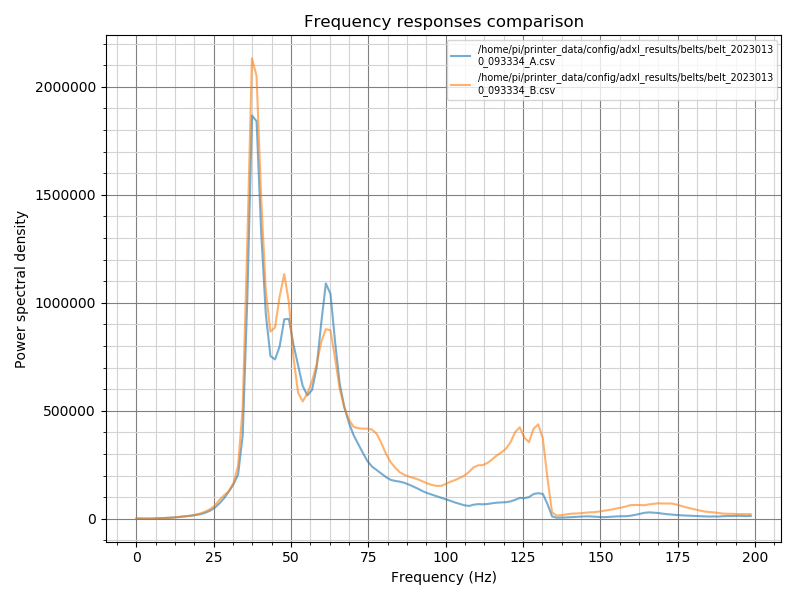 Frequency responses comparison
/home/pi/printer_data/config/adxl_results/belts/belt_2023013
0_093334_A.csv
/home/pi/printer_data/config/adxl_results/belts/belt_2023013
0_093334_B.csv
Power spectral density
2000000
1500000
1000000
500000
0
0 25 50 75 100 125 150 175 200
Frequency (Hz)